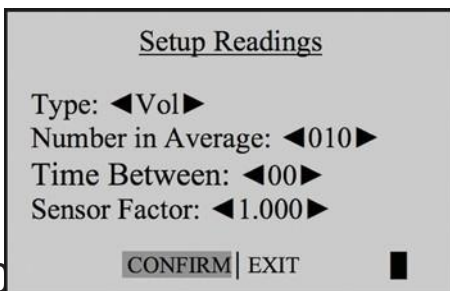 Setup Readings
Type: ◀Vol▶
Number in Average: ◀010▶
Time Between: ◀00▶
Sensor Factor: ◀1.000▶
CONFIRM| EXIT